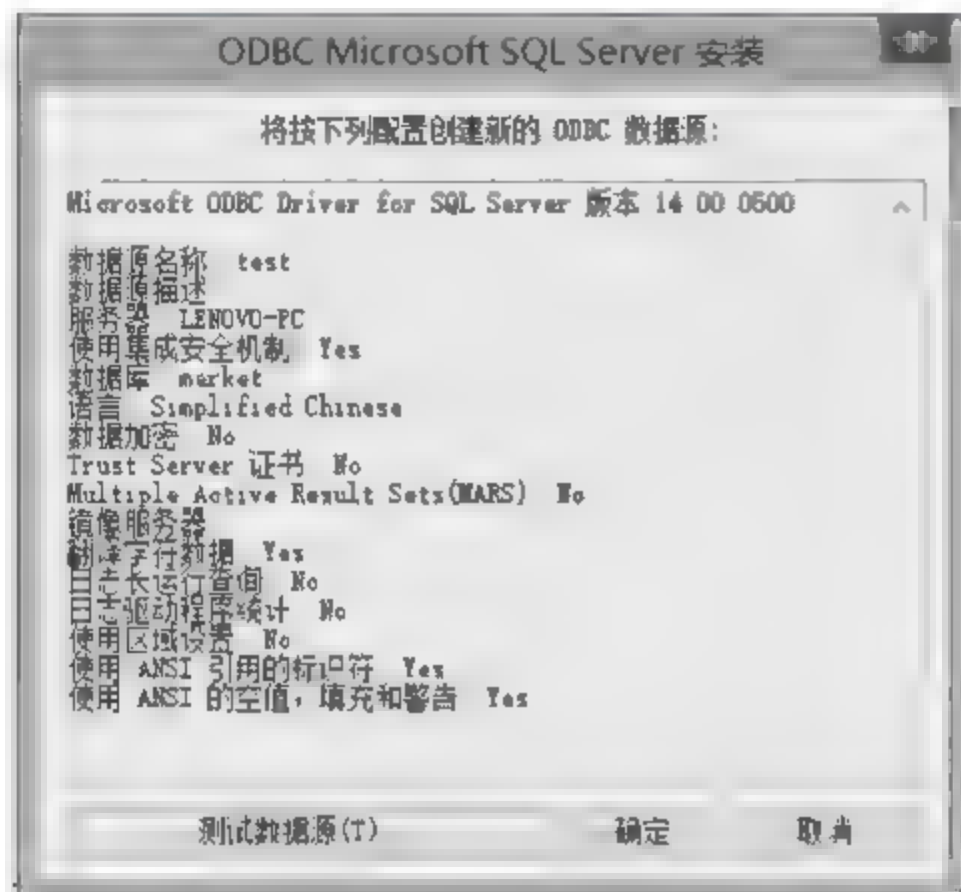 ODBC Microsoft SQL Server 安装
将按下列配置创建新的 ODBC 数据源:
Microsoft ODBC Driver for SQL Server 版本 14 00 0500
数据源名称 test
数据源描述
服务器 LENOVO-PC
使用集成安全机制 Yes
数据库 market
语言 Simplified Chinese
数据加密 No
Trust Server 证书 No
Multiple Active Result Sets(MARS) No
镜像服务器
翻译字符数据 Yes
日志长运行查询 No
日志驱动程序统计 No
使用区域设置 No
使用 ANSI 引用的标识符 Yes
使用 ANSI 的空值,填充和警告 Yes
测试数据源(T) 确定 取消